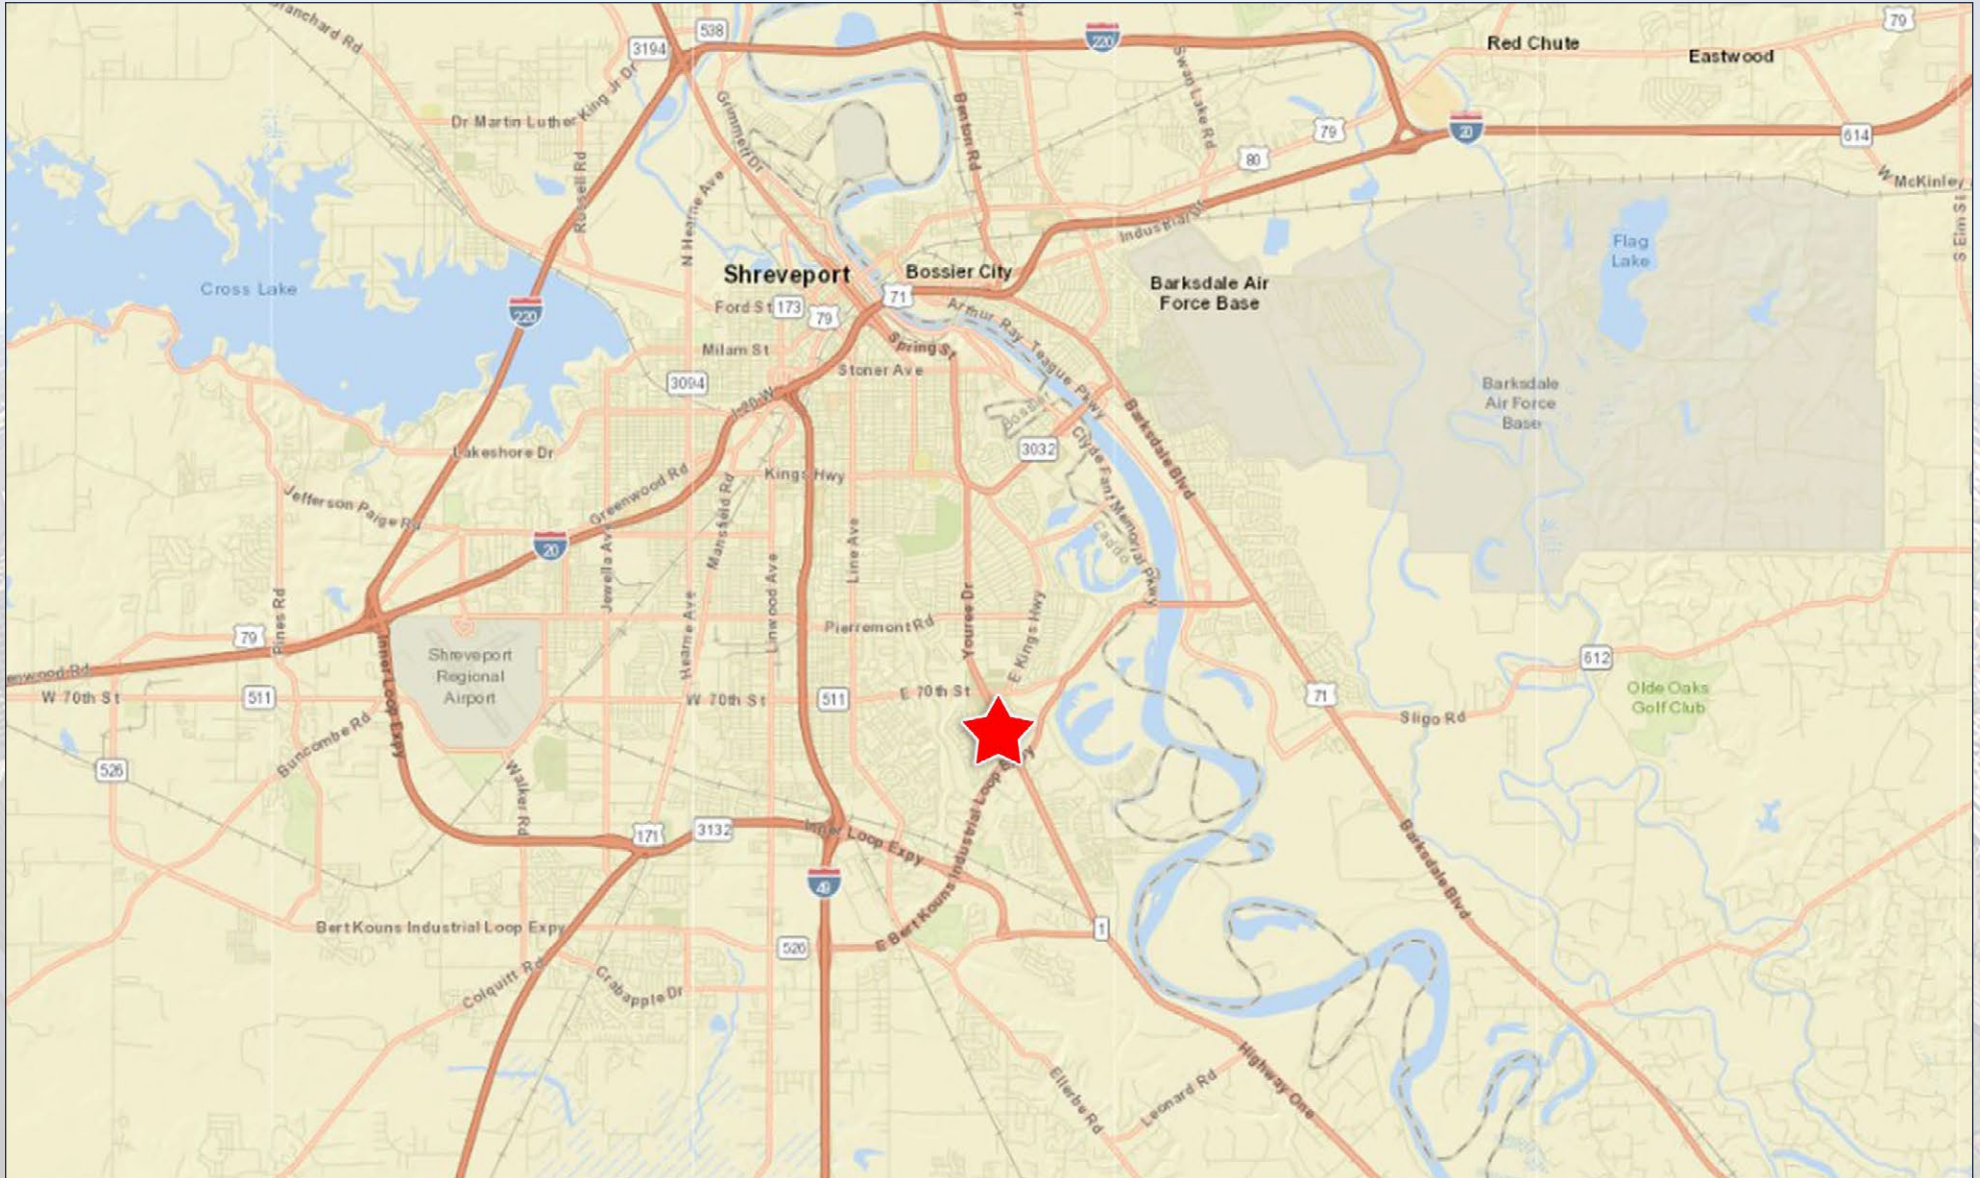 Blanchard Rd
538
3194
220
79
Red Chute
Eastwood
Swan Lake Rd
Dr Martin Luther King Jr Dr
Grimmett Dr
Benton Rd
79
20
614
80
Russell Rd
N Hearne Ave
W McKinley
S Elm St
Industrial
Flag
Lake
Cross Lake
Shreveport
Bossier City
Barksdale Air
Force Base
220
Ford St
173
79
71
Arthur Ray Teague Pkwy
Milam St
Spring St
Stoner Ave
3094
I-20 W
Bossier
Barksdale
Air Force
Base
Barksdale Blvd
Lakeshore Dr
3032
Clyde Fant Memorial Pkwy
Kings Hwy
Greenwood Rd
Mansfield Rd
Jefferson Paige Rd
20
Jewella Ave
Line Ave
Caddo
Linwood Ave
Pines Rd
Hearne Ave
Youree Dr
E Kings Hwy
Pierremont Rd
79
Inner Loop Expy
Shreveport
Regional
Airport
612
enwood Rd
W 70th St
511
W 70th St
511
E 70th St
71
Olde Oaks
Golf Club
Sligo Rd
Buncombe Rd
526
Walker Rd
171
3132
Inner Loop Expy
E Bert Kouns Industrial Loop Expy
Barksdale Blvd
49
Bert Kouns Industrial Loop Expy
526
1
Colquitt Rd
Crabapple Dr
Ellerbe Rd
Leonard Rd
Highway One